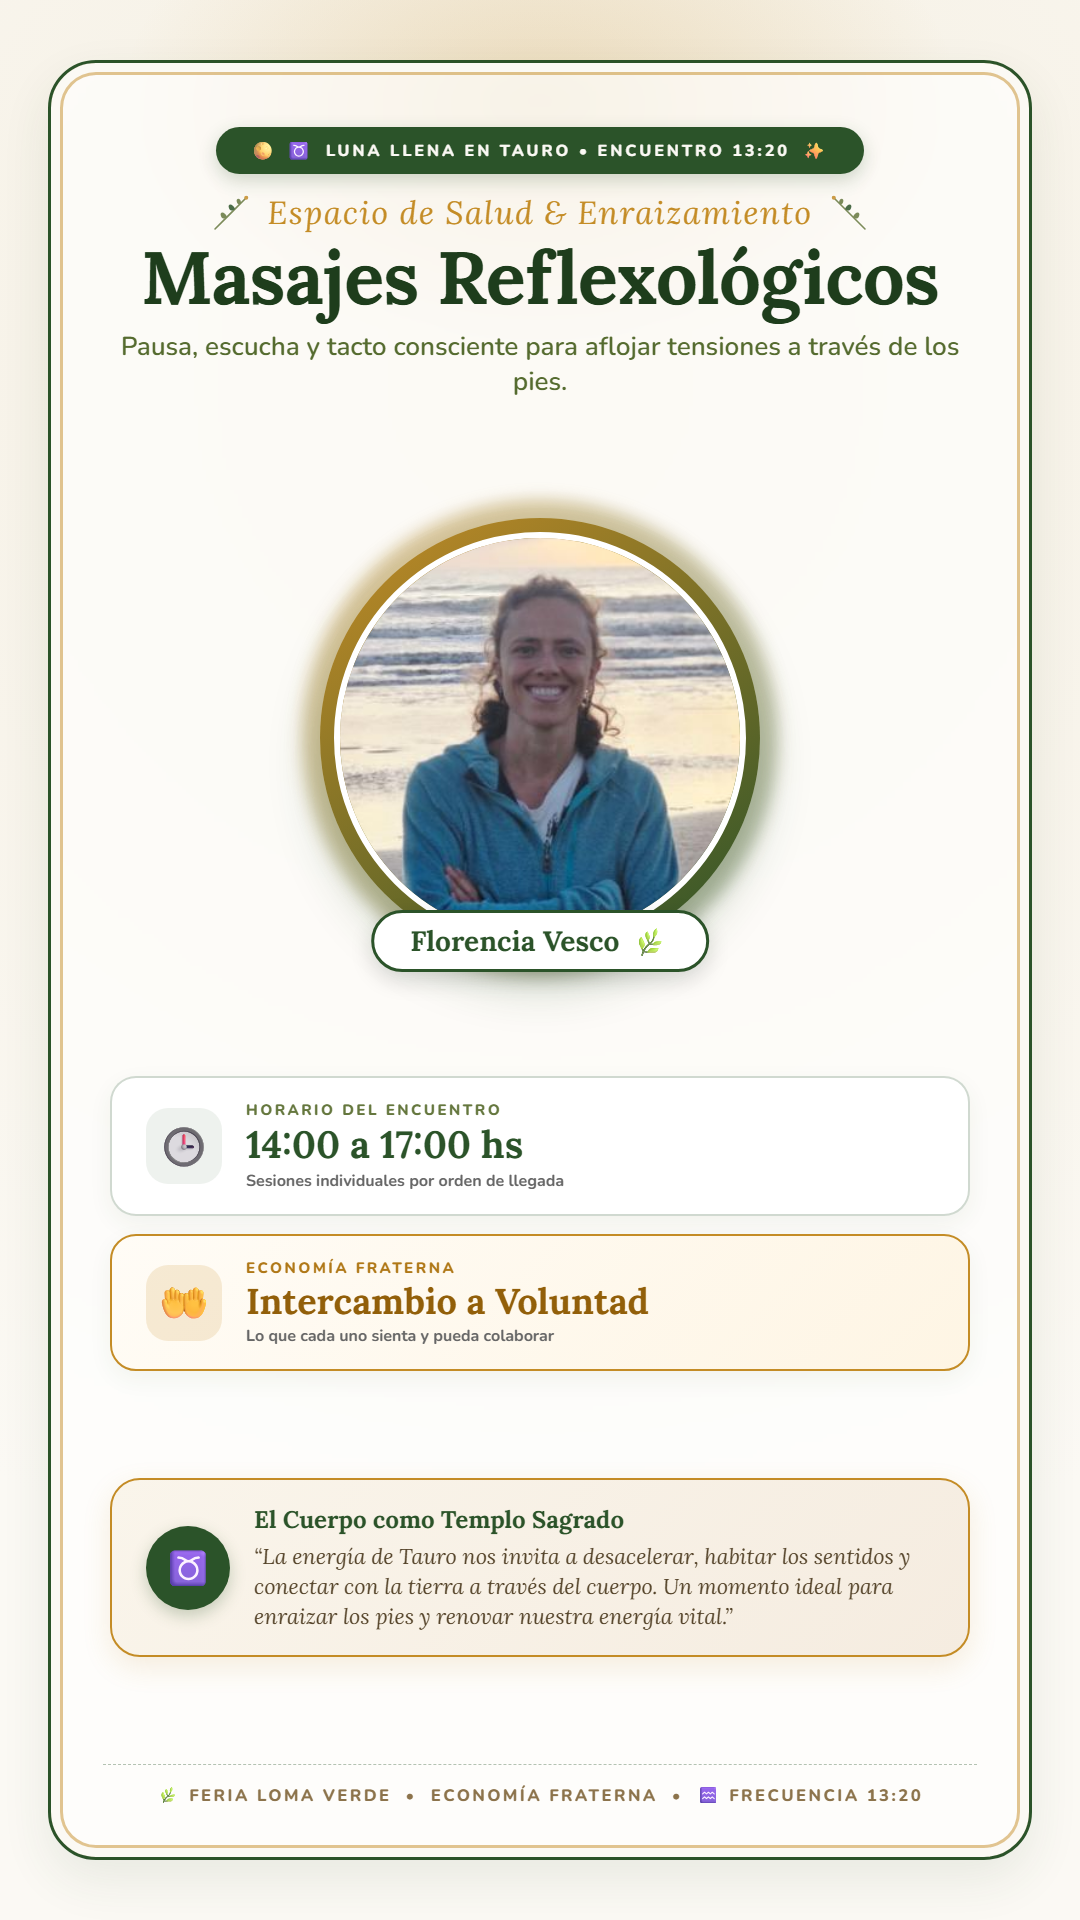 LUNA LLENA EN TAURO • ENCUENTRO 13:20
Espacio de Salud & Enraizamiento
Masajes Reflexológicos
Pausa, escucha y tacto consciente para aflojar tensiones a través de los
pies.
Florencia Vesco
HORARIO DEL ENCUENTRO
14:00 a 17:00 hs
Sesiones individuales por orden de llegada
ECONOMÍA FRATERNA
Intercambio a Voluntad
Lo que cada uno sienta y pueda colaborar
El Cuerpo como Templo Sagrado
“La energía de Tauro nos invita a desacelerar, habitar los sentidos y
conectar con la tierra a través del cuerpo. Un momento ideal para
enraizar los pies y renovar nuestra energía vital.”
FERIA LOMA VERDE • ECONOMÍA FRATERNA • FRECUENCIA 13:20